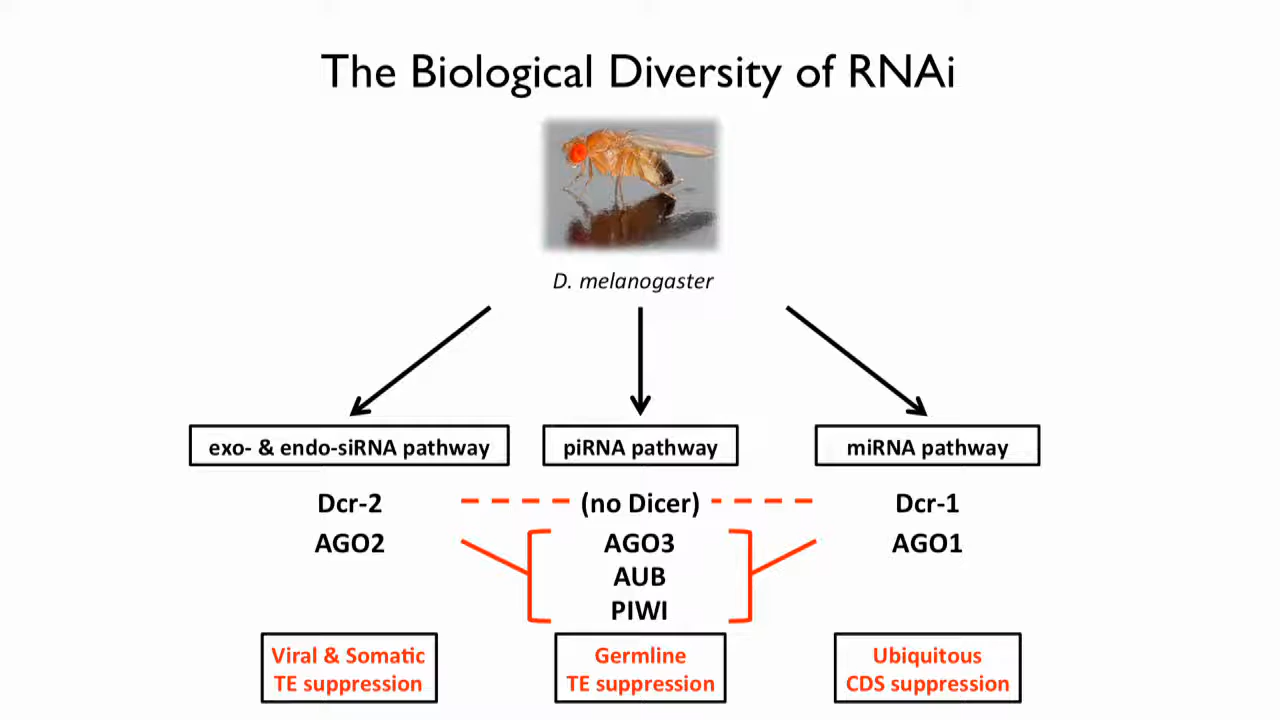 The Biological Diversity of RNAi
D. melanogaster
exo- & endo-siRNA pathway
piRNA pathway
miRNA pathway
Dcr-2
(no Dicer)
Dcr-1
AGO2
AGO3
AGO1
AUB
PIWI
Viral & Somatic
TE suppression
Germline
TE suppression
Ubiquitous
CDS suppression